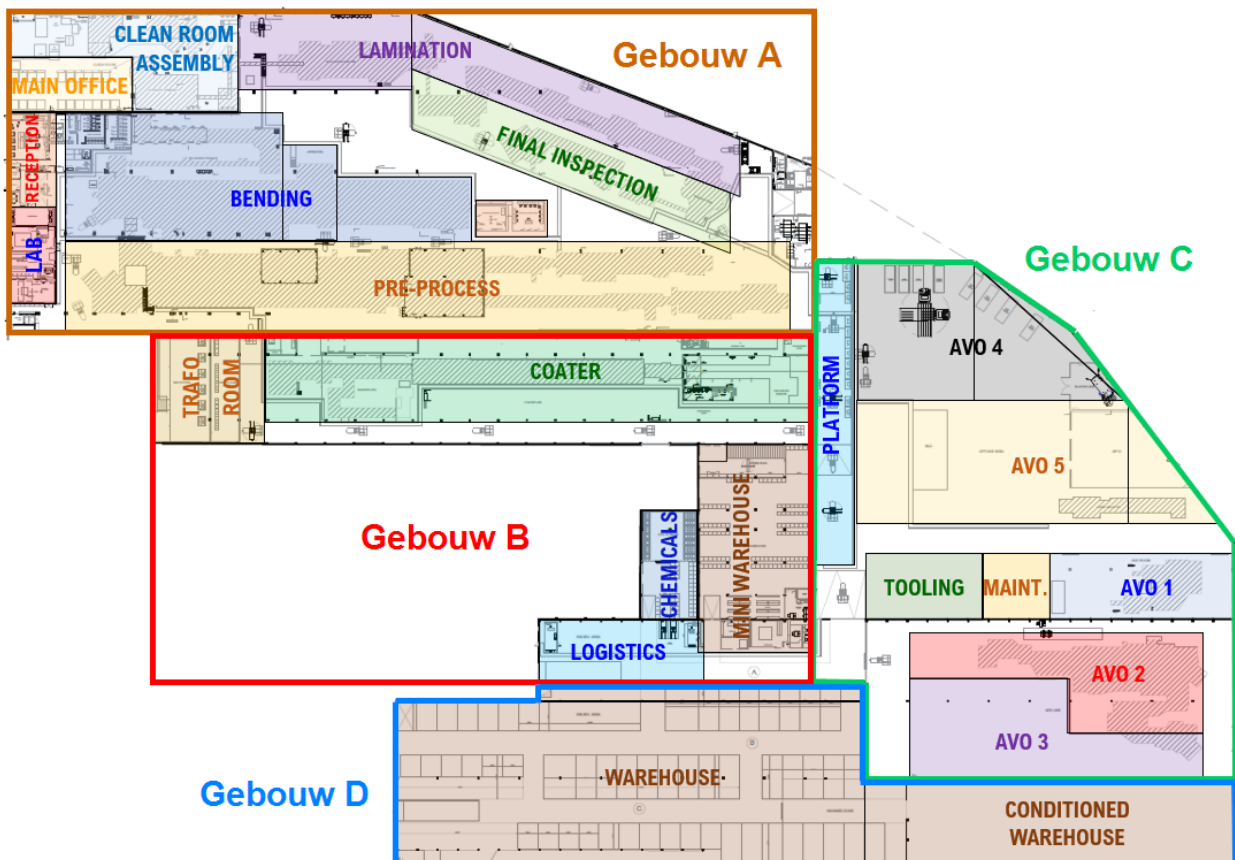 CLEAN ROOM
ASSEMBLY
LAMINATION
Gebouw A
MAIN OFFICE
RECEPTION
FINAL INSPECTION
BENDING
LAB
PRE-PROCESS
Gebouw C
AVO 4
TRAFO
ROOM
COATER
PLATFORM
AVO 5
Gebouw B
CHEMICALS
MINI WAREHOUSE
TOOLING
MAINT.
AVO 1
LOGISTICS
AVO 2
A
AVO 3
B
Gebouw D
WAREHOUSE
C
CONDITIONED
WAREHOUSE